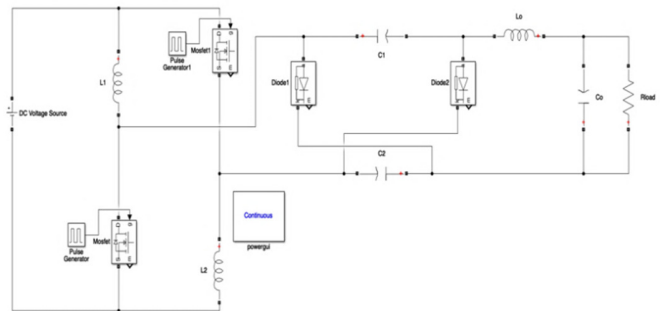 Lo
Pulse
Generator1
Mosfet1
C1
L1
Diode1
Diode2
Co
Rload
DC Voltage Source
C2
Continuous
powergui
Pulse
Generator
Mosfet
L2